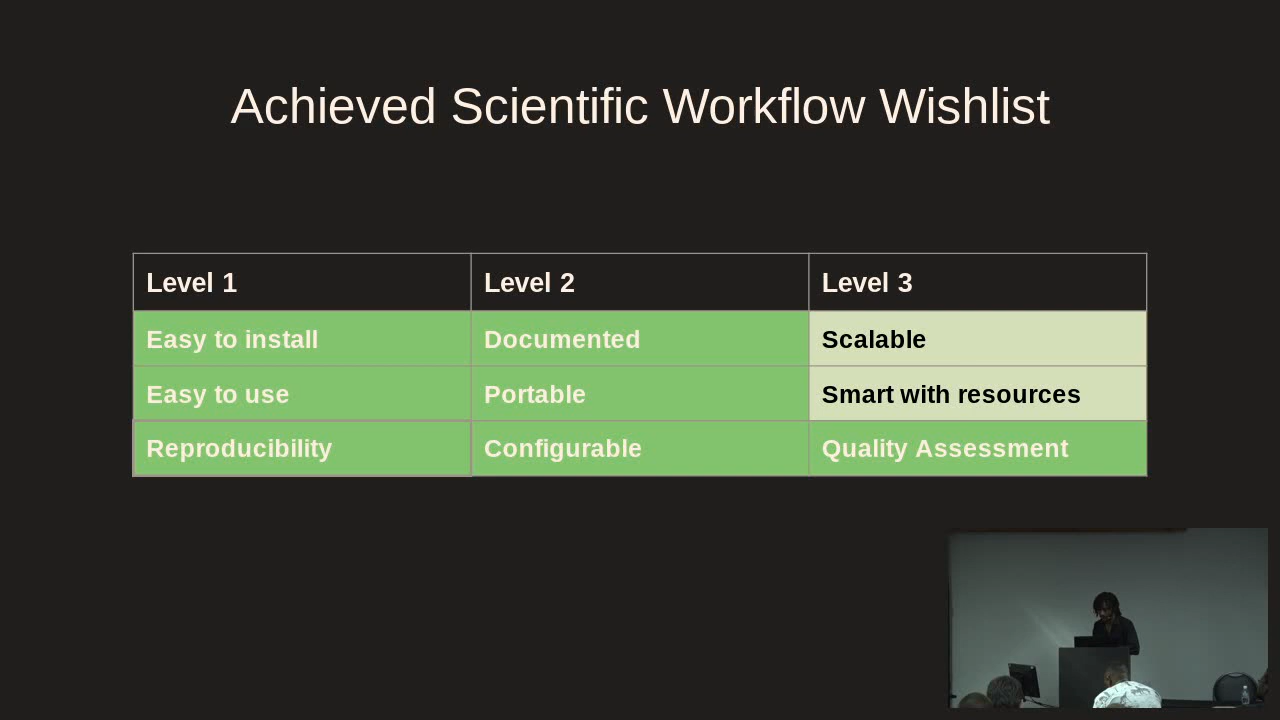 Achieved Scientific Workflow Wishlist
Level 1 Level 2 Level 3
Easy to install Documented Scalable
Easy to use Portable Smart with resources
Reproducibility Configurable Quality Assessment